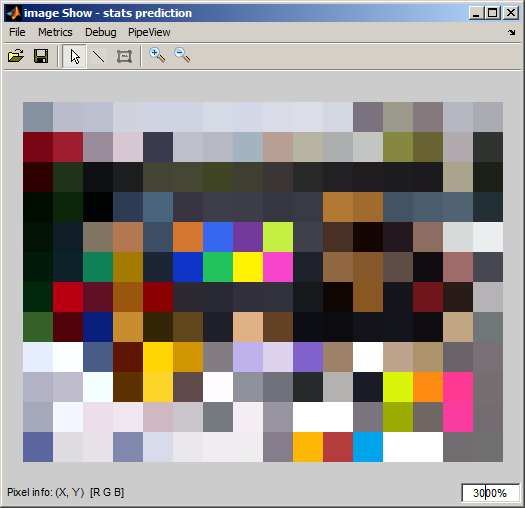 image Show - stats prediction
File Metrics Debug PipeView
Pixel info: (X, Y) [R G B]
3000%